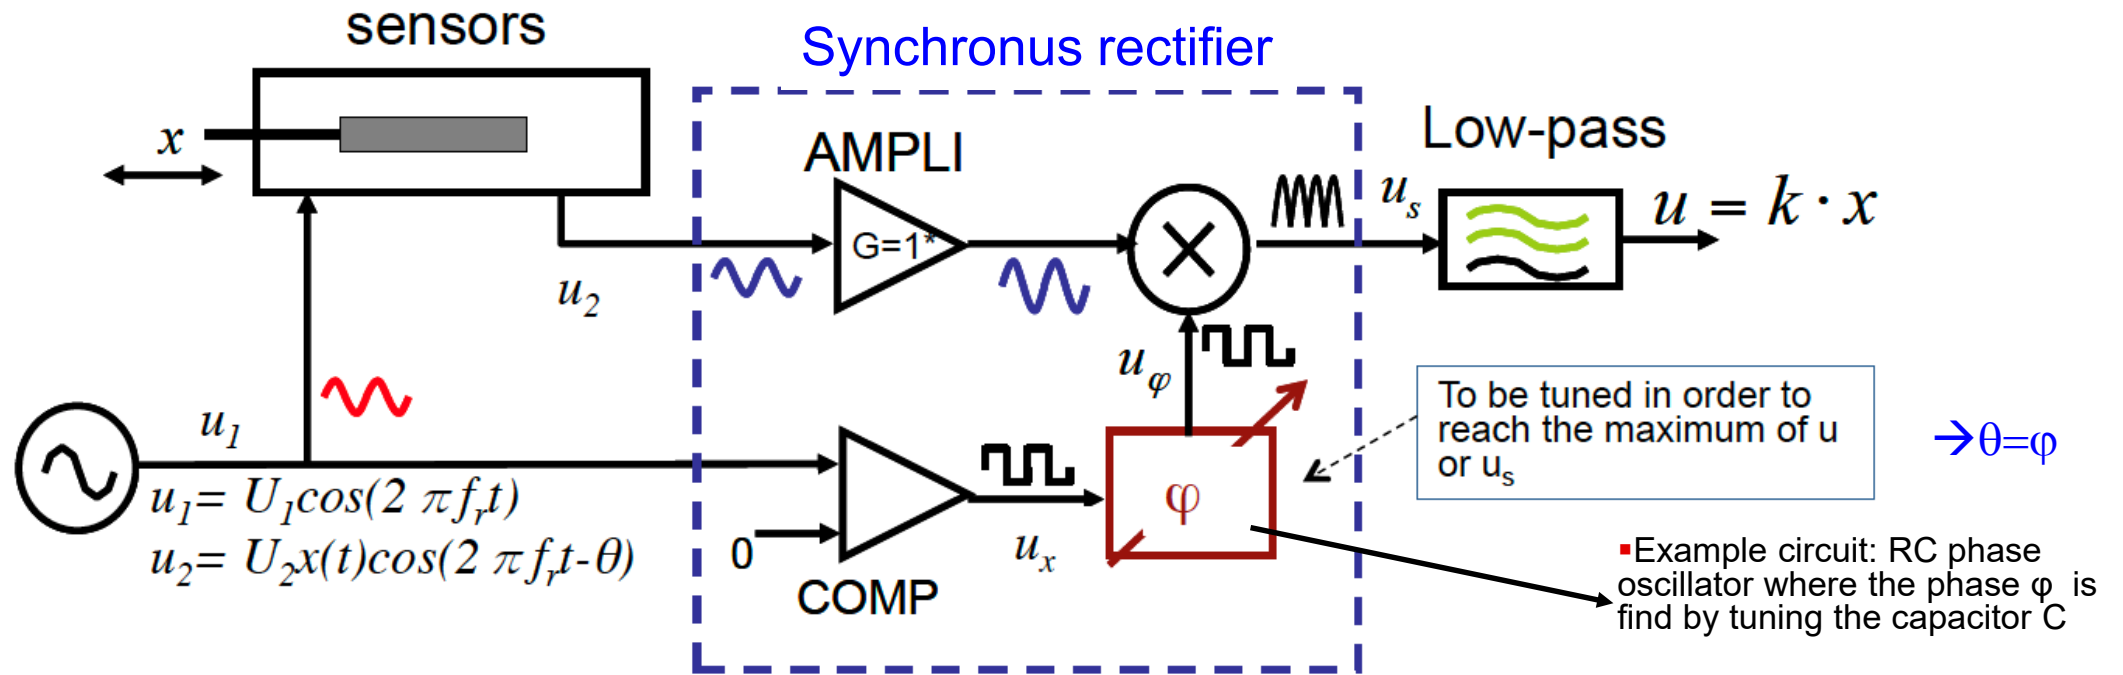 sensors
Synchronus rectifier
x
AMPLI
G=1*
Low-pass
u_s
u = k · x
u_2
u_φ
u_1
u_1= U_1cos(2 πf_rt)
u_2= U_2x(t)cos(2 πf_rt-θ)
0
COMP
u_x
φ
To be tuned in order to
reach the maximum of u
or u_s
→θ=φ
▪Example circuit: RC phase
oscillator where the phase φ is
find by tuning the capacitor C